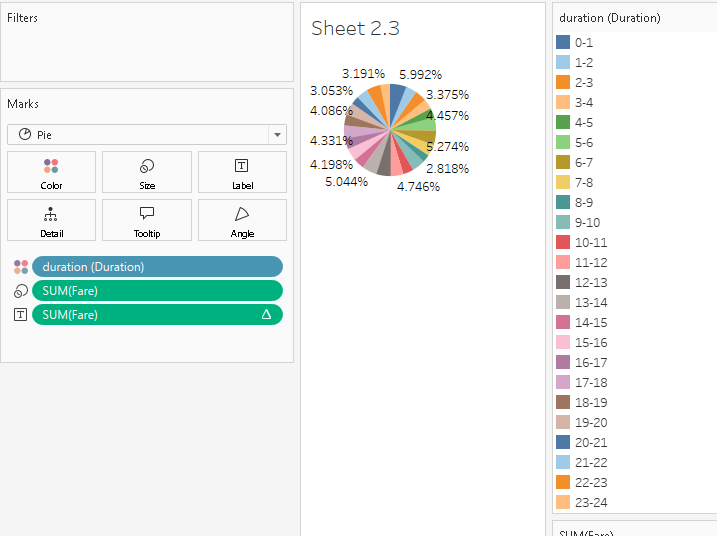 Filters
Marks
Pie
Color
Size
Label
Detail
Tooltip
Angle
duration (Duration)
SUM(Fare)
SUM(Fare)
Sheet 2.3
3.191%
5.992%
3.053%
3.375%
4.086%
4.457%
4.331%
5.274%
4.198%
2.818%
5.044%
4.746%
duration (Duration)
0-1
1-2
2-3
3-4
4-5
5-6
6-7
7-8
8-9
9-10
10-11
11-12
12-13
13-14
14-15
15-16
16-17
17-18
18-19
19-20
20-21
21-22
22-23
23-24
SUM(Fare)